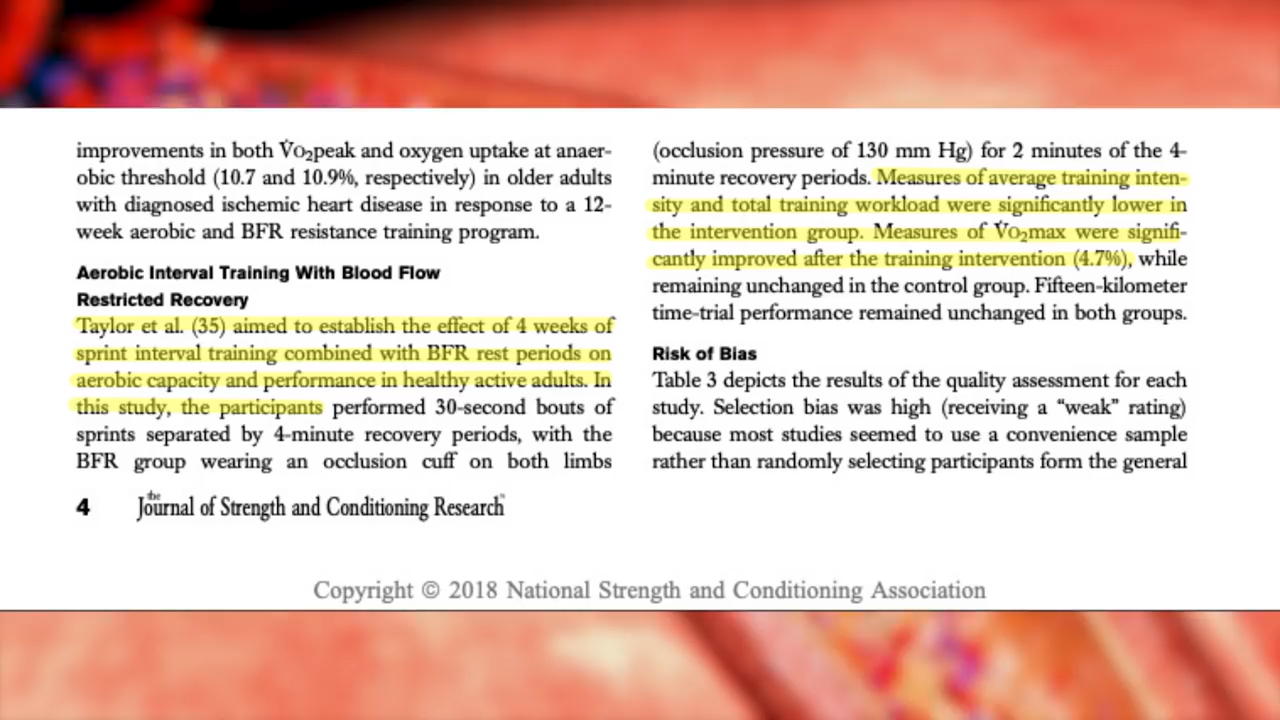 improvements in both V̇O₂peak and oxygen uptake at anaer-
obic threshold (10.7 and 10.9%, respectively) in older adults
with diagnosed ischemic heart disease in response to a 12-
week aerobic and BFR resistance training program.
Aerobic Interval Training With Blood Flow
Restricted Recovery
Taylor et al. (35) aimed to establish the effect of 4 weeks of
sprint interval training combined with BFR rest periods on
aerobic capacity and performance in healthy active adults. In
this study, the participants performed 30-second bouts of
sprints separated by 4-minute recovery periods, with the
BFR group wearing an occlusion cuff on both limbs
(occlusion pressure of 130 mm Hg) for 2 minutes of the 4-
minute recovery periods. Measures of average training inten-
sity and total training workload were significantly lower in
the intervention group. Measures of V̇O₂max were signifi-
cantly improved after the training intervention (4.7%), while
remaining unchanged in the control group. Fifteen-kilometer
time-trial performance remained unchanged in both groups.
Risk of Bias
Table 3 depicts the results of the quality assessment for each
study. Selection bias was high (receiving a “weak” rating)
because most studies seemed to use a convenience sample
rather than randomly selecting participants form the general
4 the Journal of Strength and Conditioning Research™
Copyright © 2018 National Strength and Conditioning Association